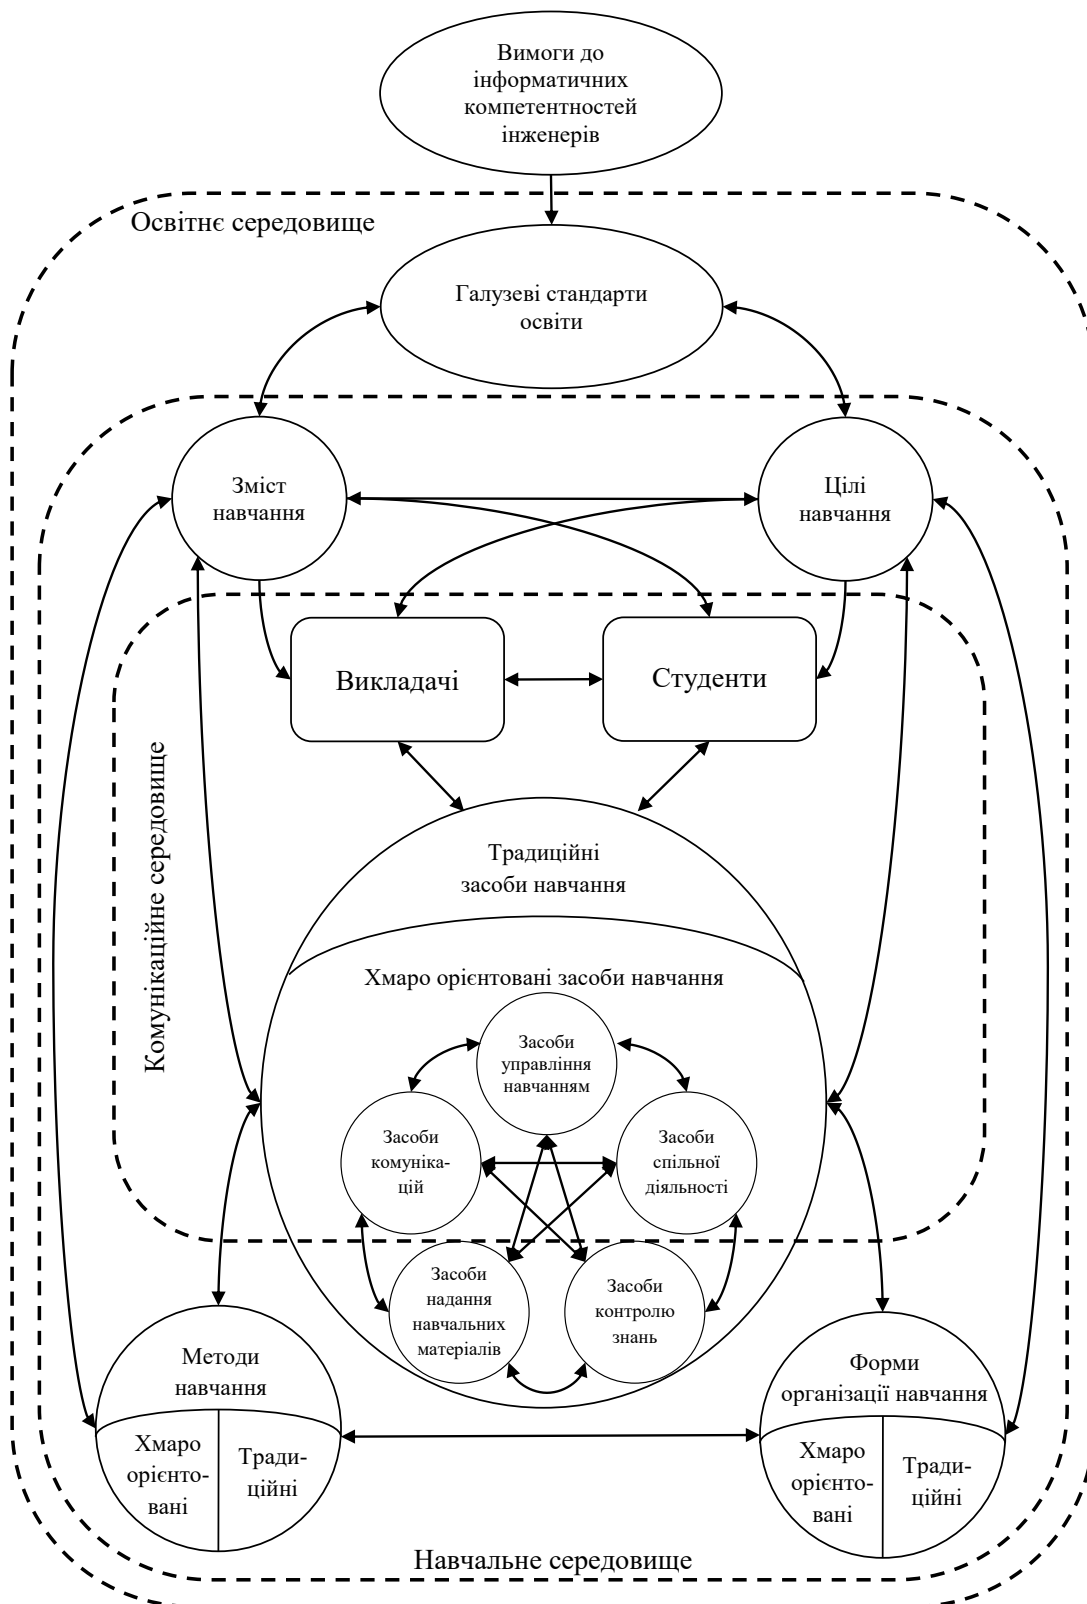 Вимоги до
інформатичних
компетентностей
інженерів
Освітнє середовище
Галузеві стандарти
освіти
Зміст
навчання
Цілі
навчання
Викладачі
Студенти
Комунікаційне середовище
Традиційні
засоби навчання
Хмаро орієнтовані засоби навчання
Засоби
управління
навчанням
Засоби
комуніка-
цій
Засоби
спільної
діяльності
Засоби
надання
навчальних
матеріалів
Засоби
контролю
знань
Методи
навчання
Хмаро
орієнто-
вані
Тради-
ційні
Форми
організації навчання
Хмаро
орієнто-
вані
Тради-
ційні
Навчальне середовище